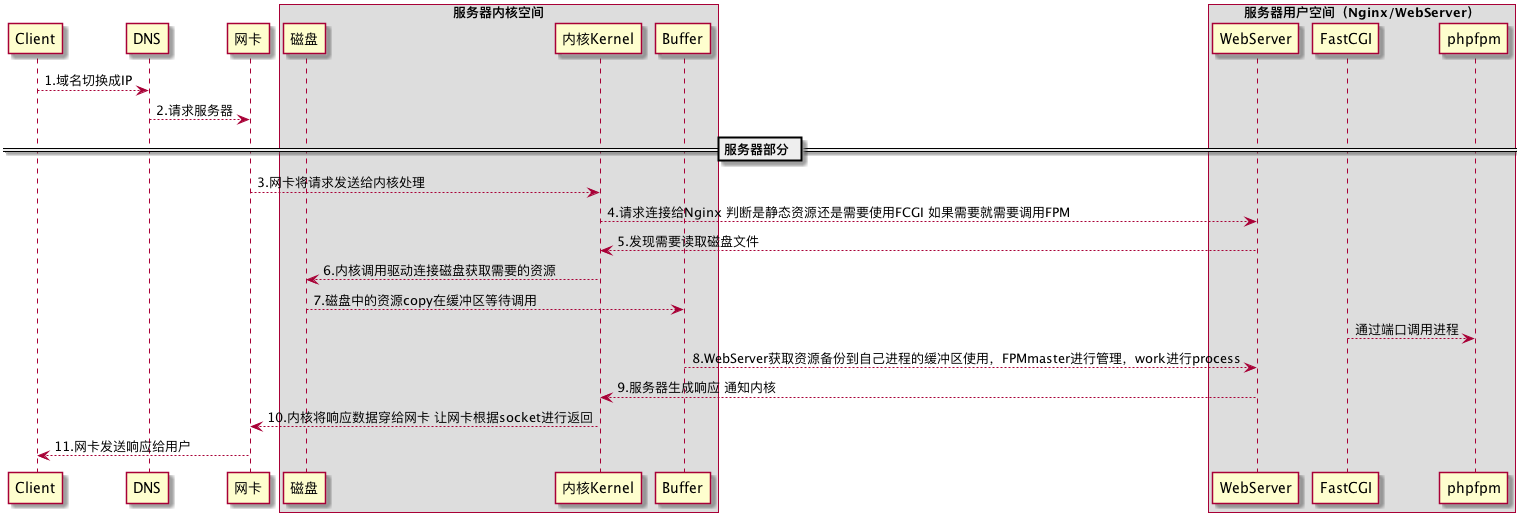 服务器内核空间
服务器用户空间（Nginx/WebServer）
Client
DNS
网卡
磁盘
内核Kernel
Buffer
WebServer
FastCGI
phpfpm
1.域名切换成IP
2.请求服务器
服务器部分
3.网卡将请求发送给内核处理
4.请求连接给Nginx 判断是静态资源还是需要使用FCGI 如果需要就需要调用FPM
5.发现需要读取磁盘文件
6.内核调用驱动连接磁盘获取需要的资源
7.磁盘中的资源copy在缓冲区等待调用
通过端口调用进程
8.WebServer获取资源备份到自己进程的缓冲区使用，FPMmaster进行管理，work进行process
9.服务器生成响应 通知内核
10.内核将响应数据穿给网卡 让网卡根据socket进行返回
11.网卡发送响应给用户
Client
DNS
网卡
磁盘
内核Kernel
Buffer
WebServer
FastCGI
phpfpm